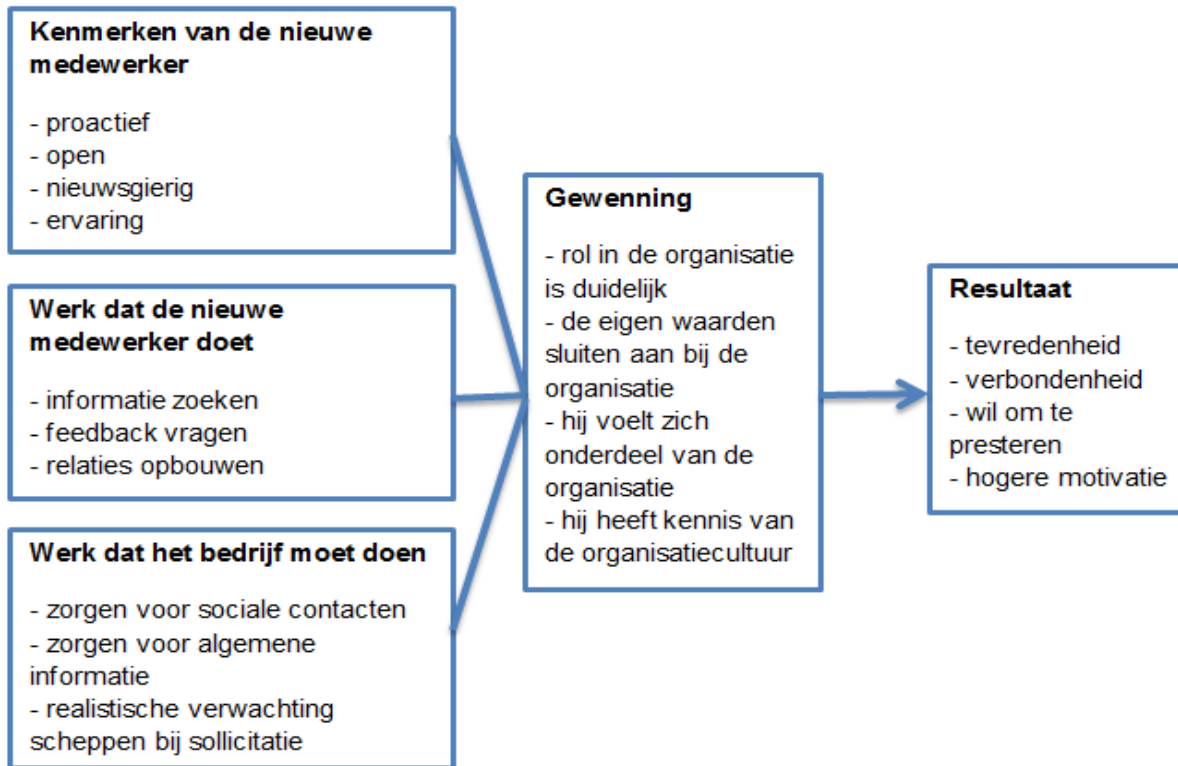 Kenmerken van de nieuwe
medewerker
- proactief
- open
- nieuwsgierig
- ervaring
Werk dat de nieuwe
medewerker doet
- informatie zoeken
- feedback vragen
- relaties opbouwen
Werk dat het bedrijf moet doen
- zorgen voor sociale contacten
- zorgen voor algemene
informatie
- realistische verwachting
scheppen bij sollicitatie
Gewenning
- rol in de organisatie
is duidelijk
- de eigen waarden
sluiten aan bij de
organisatie
- hij voelt zich
onderdeel van de
organisatie
- hij heeft kennis van
de organisatiecultuur
Resultaat
- tevredenheid
- verbondenheid
- wil om te
presteren
- hogere motivatie